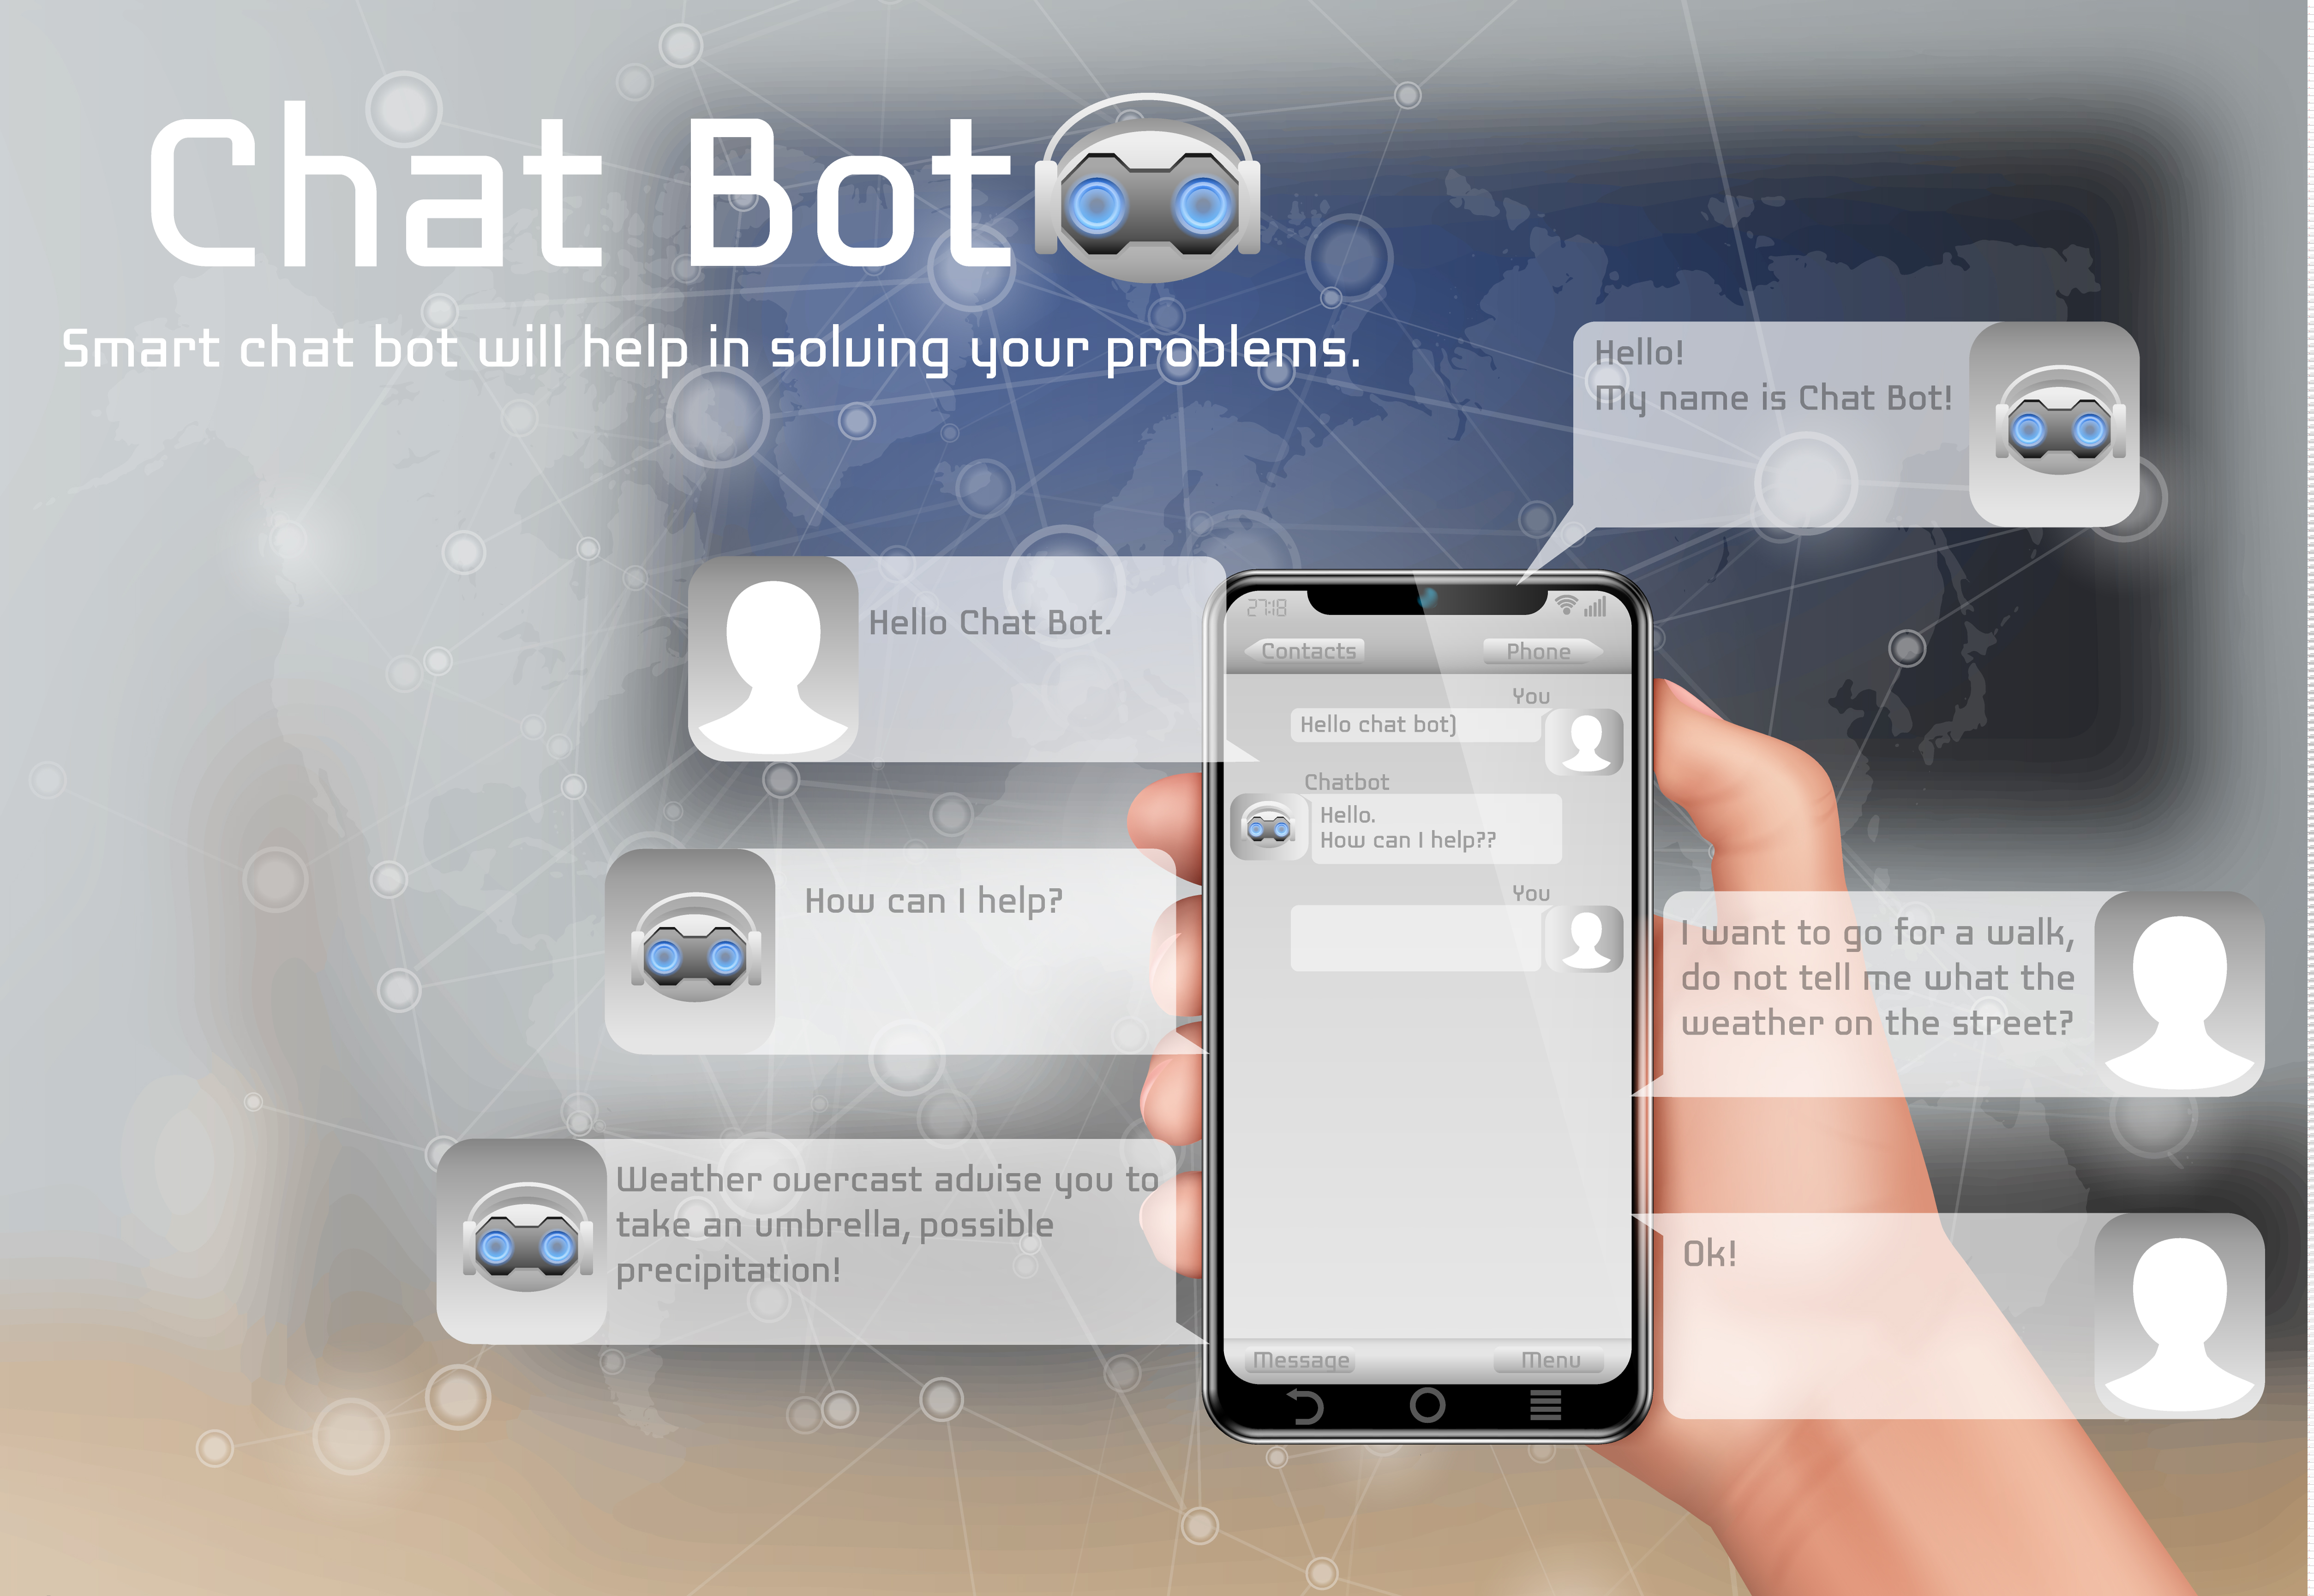 Chat Bot
Smart chat bot will help in solving your problems.
Hello!
My name is Chat Bot!
Hello Chat Bot.
How can I help?
I want to go for a walk,
do not tell me what the
weather on the street?
Weather overcast advise you to
take an umbrella, possible
precipitation!
Ok!
27:18
Contacts
Phone
You
Hello chat bot)
Chatbot
Hello.
How can I help??
You
Message
Menu